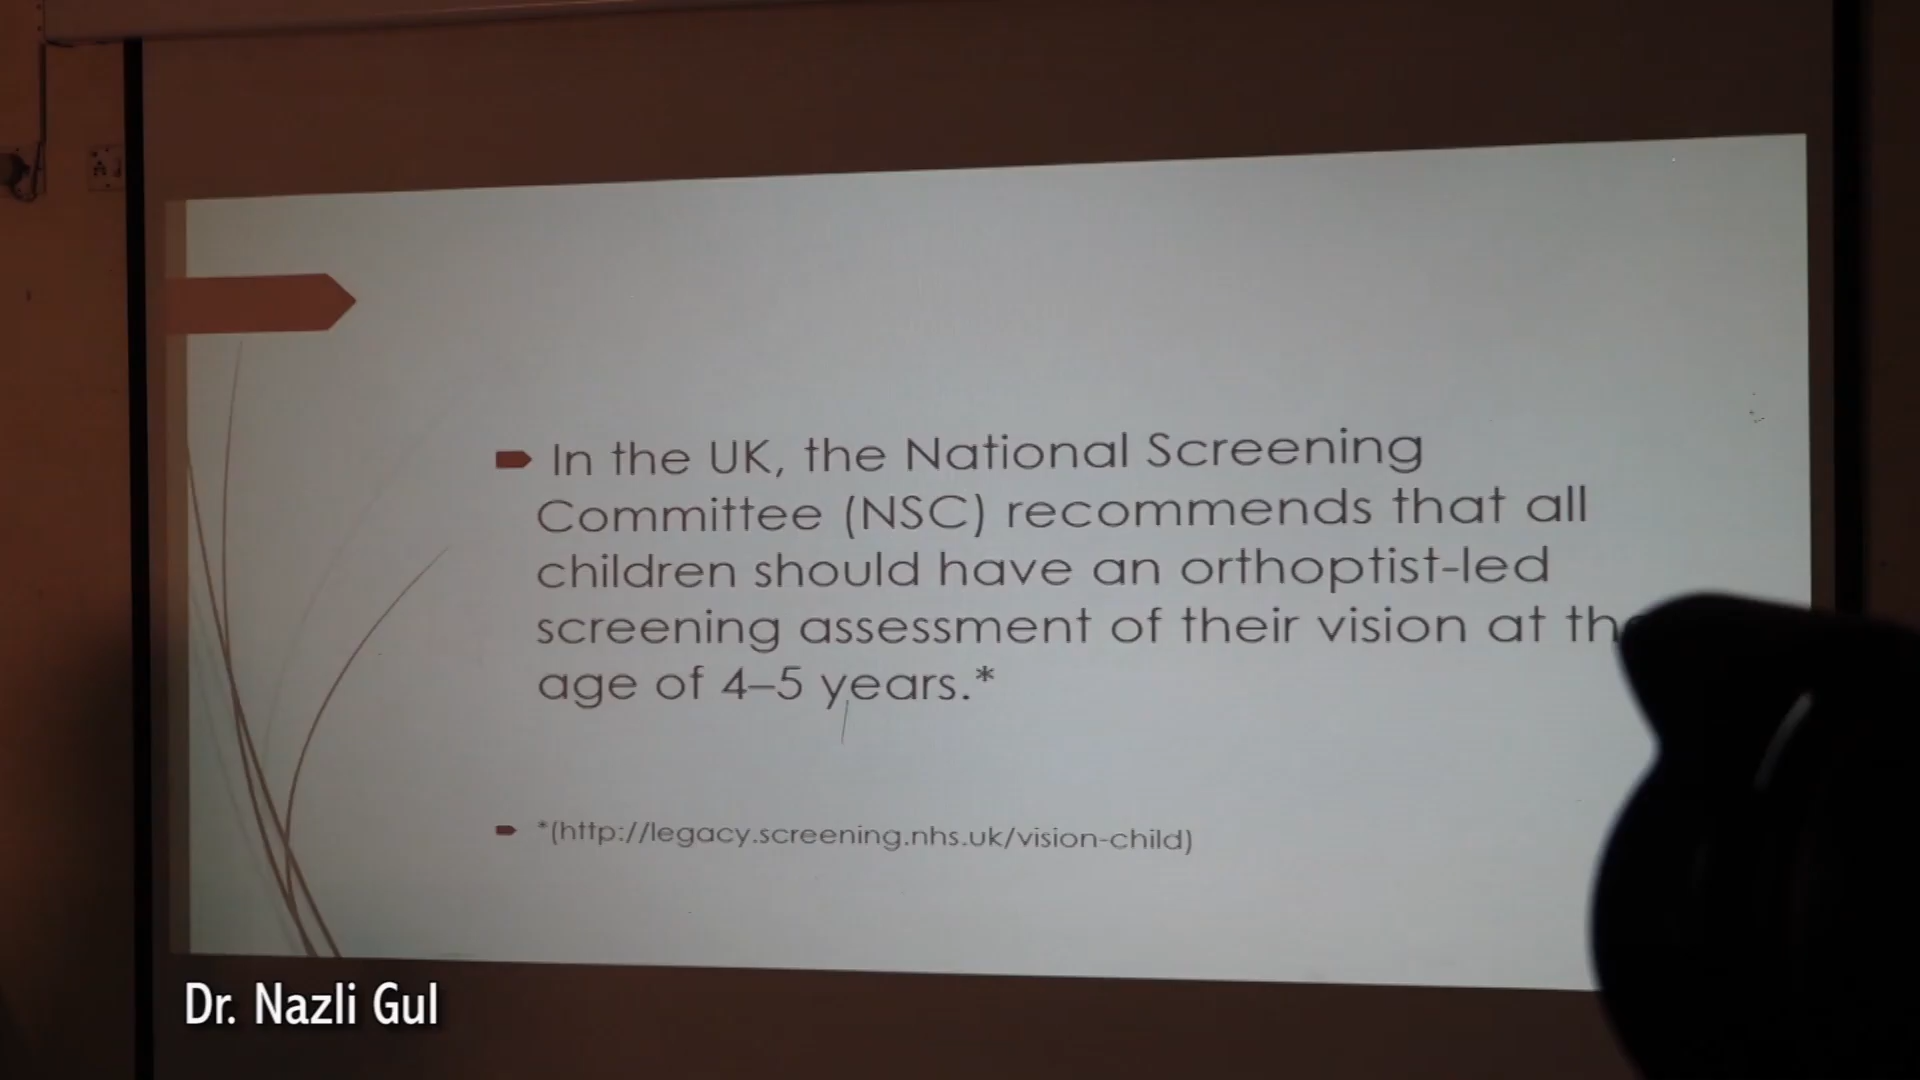 In the UK, the National Screening
Committee (NSC) recommends that all
children should have an orthoptist-led
screening assessment of their vision at
age of 4–5 years.*
*(http://legacy.screening.nhs.uk/vision-child)
Dr. Nazli Gul